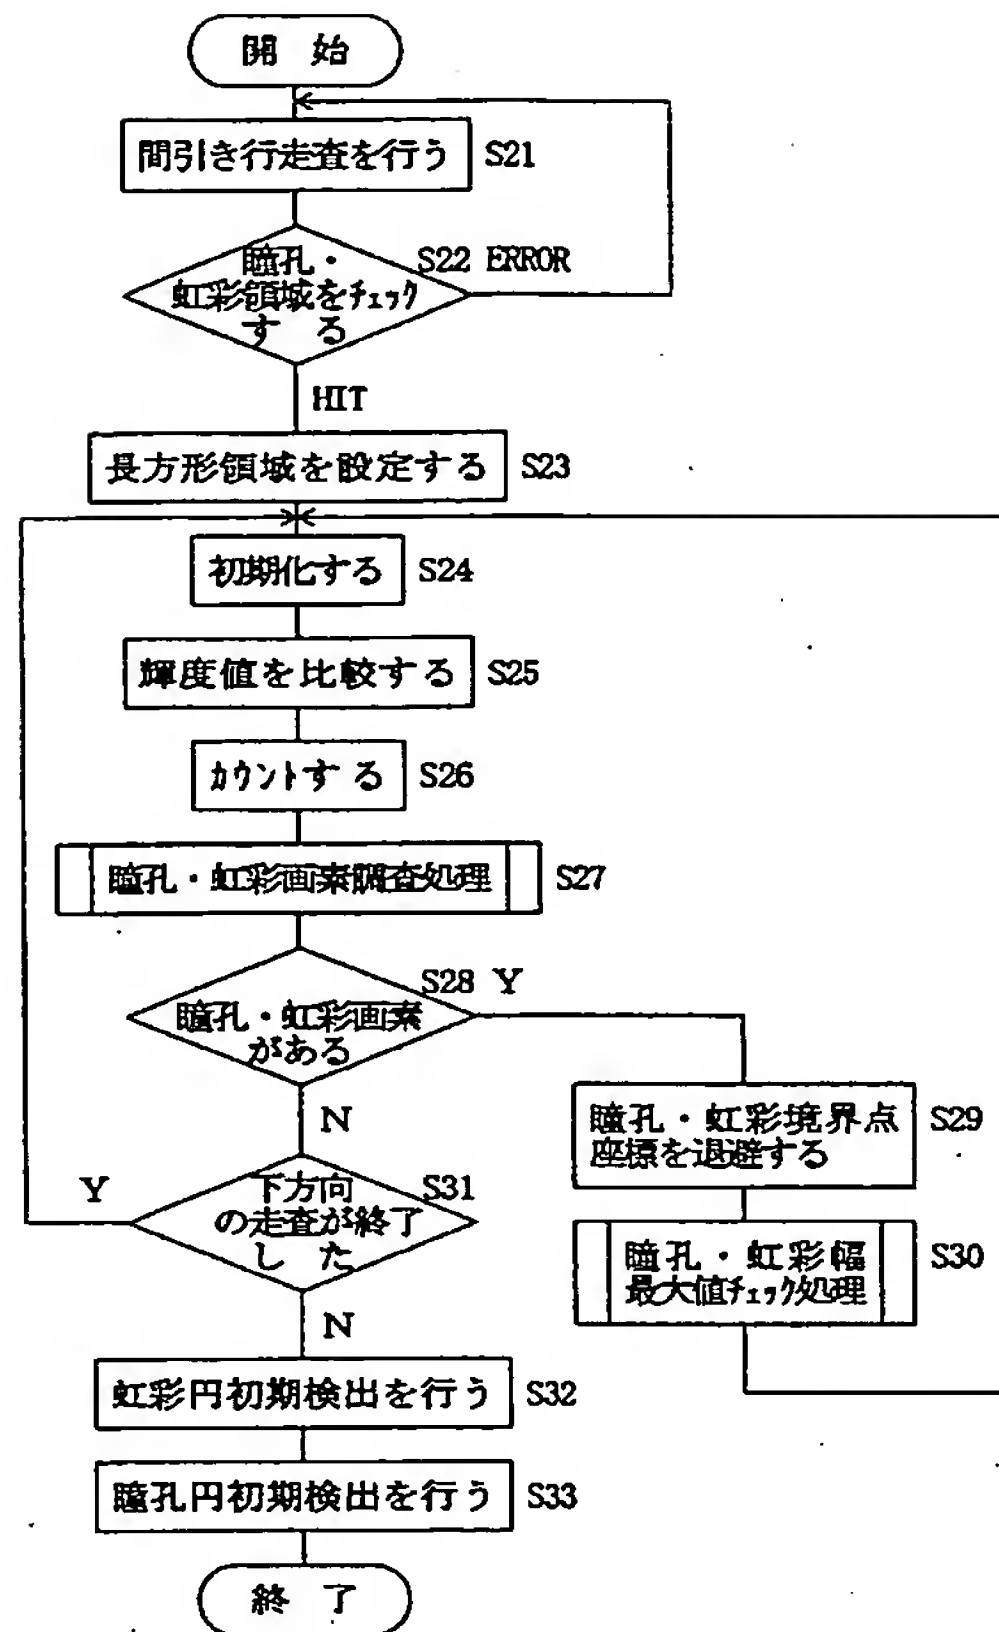 開 始
間引き行走査を行う S21
瞳孔・
虹彩領域をチェック
す る
S22 ERROR
HIT
長方形領域を設定する S23
初期化する S24
輝度値を比較する S25
カウントする S26
瞳孔・虹彩画素調査処理 S27
S28 Y
瞳孔・虹彩画素
がある
N
瞳孔・虹彩境界点
座標を退避する
S29
Y
下方向
の走査が終了
し た
S31
瞳孔・虹彩幅
最大値チェック処理
S30
N
虹彩円初期検出を行う S32
瞳孔円初期検出を行う S33
終 了